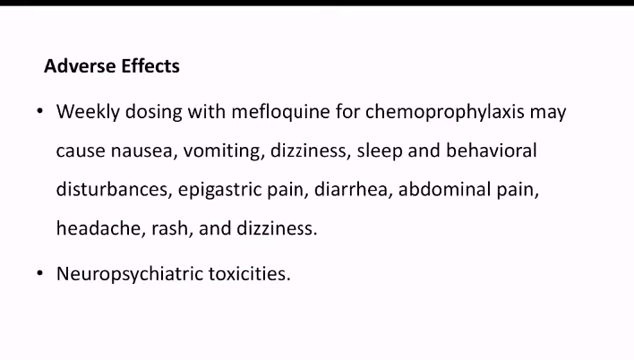 Adverse Effects
• Weekly dosing with mefloquine for chemoprophylaxis may
cause nausea, vomiting, dizziness, sleep and behavioral
disturbances, epigastric pain, diarrhea, abdominal pain,
headache, rash, and dizziness.
• Neuropsychiatric toxicities.